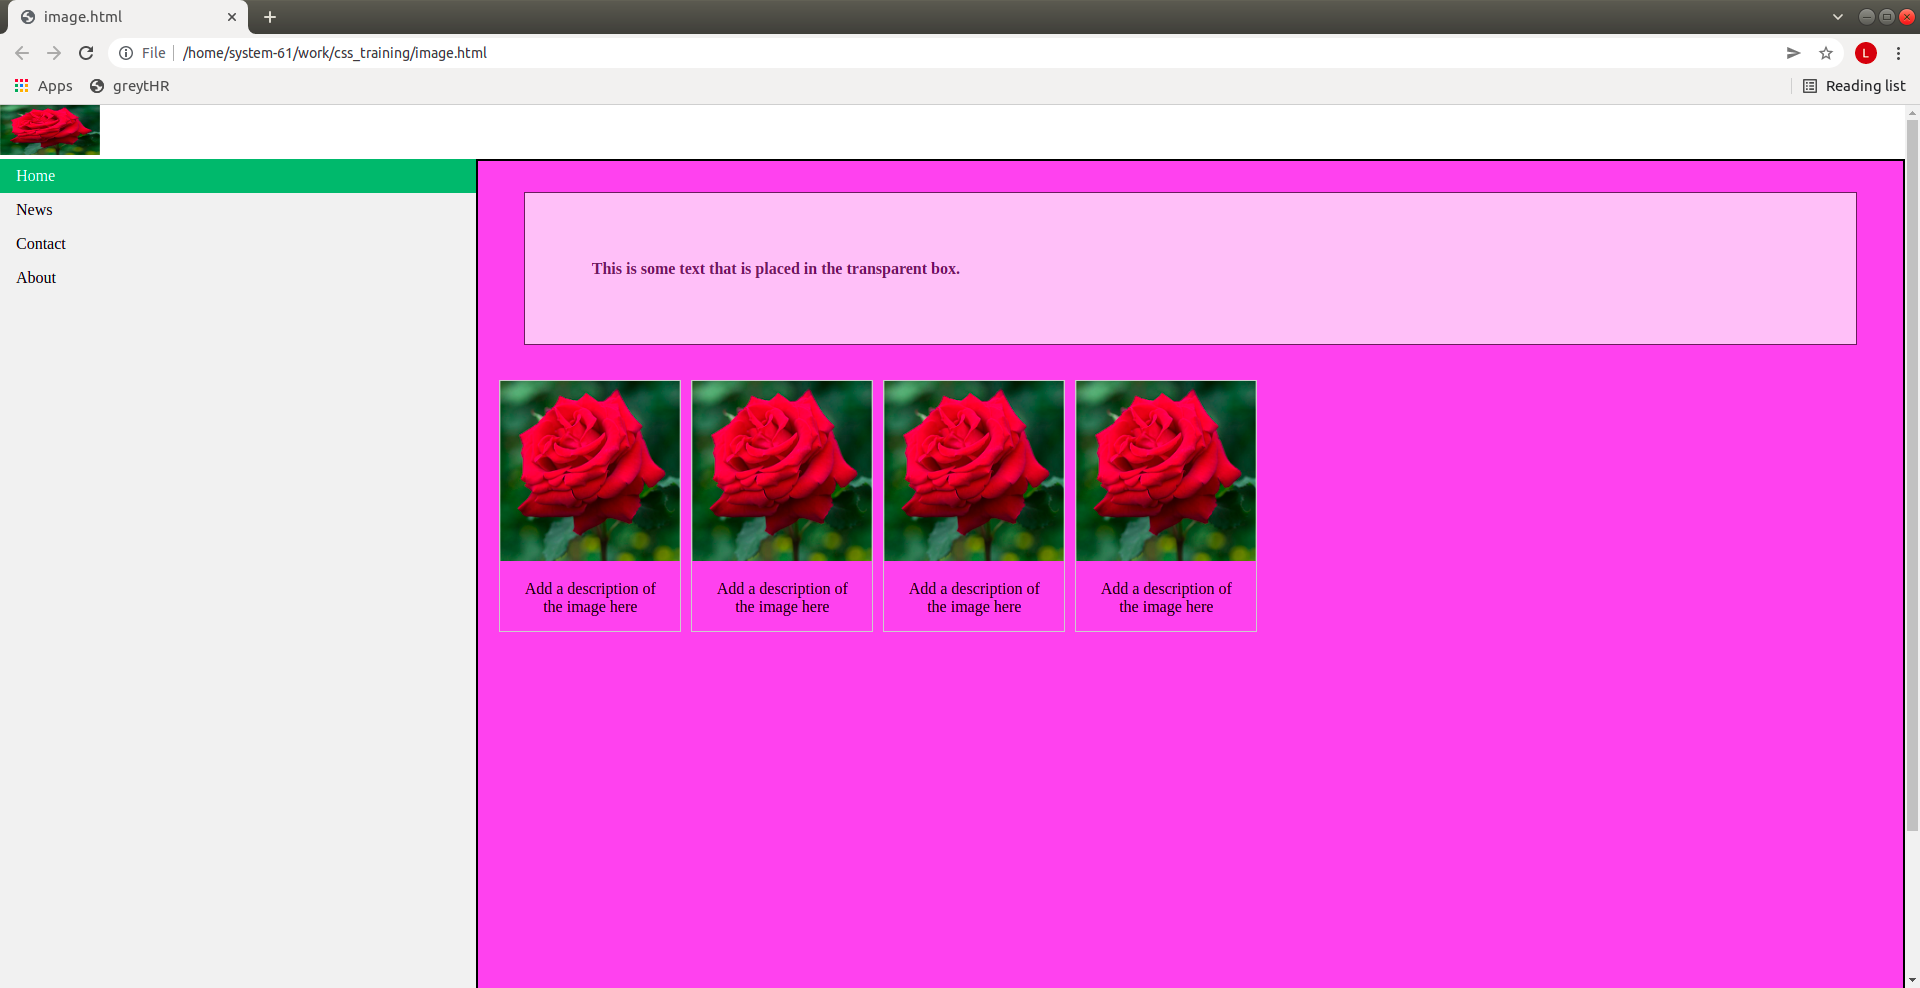 image.html
File /home/system-61/work/css_training/image.html
L
Apps greytHR Reading list
Home
News
Contact
About
This is some text that is placed in the transparent box.
Add a description of
the image here
Add a description of
the image here
Add a description of
the image here
Add a description of
the image here